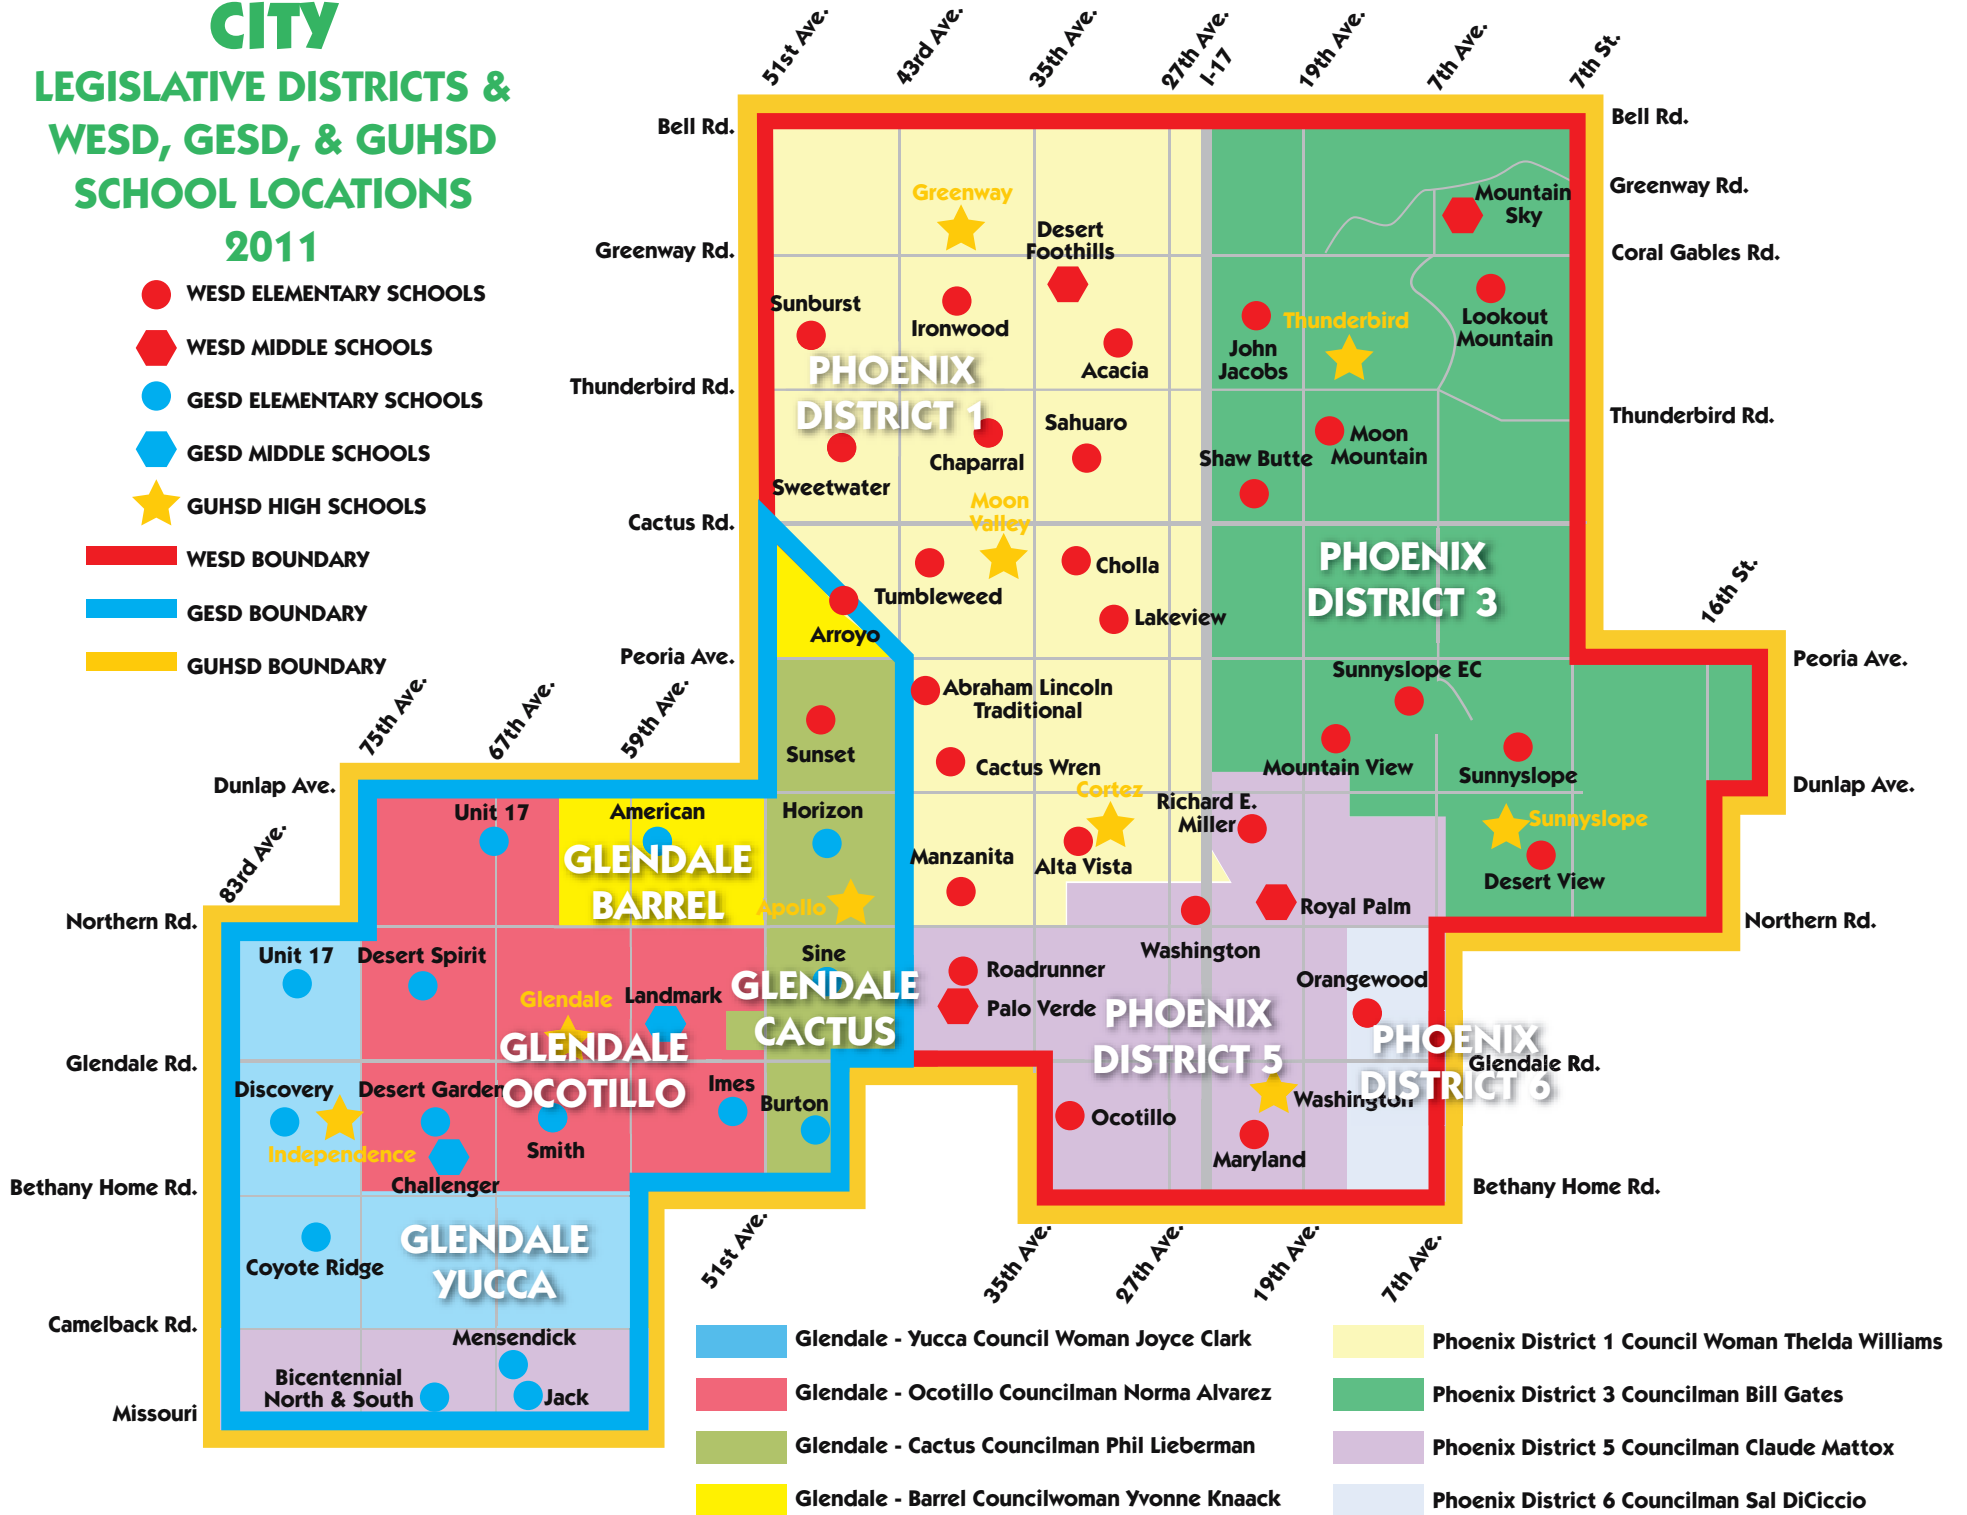 CITY
LEGISLATIVE DISTRICTS &
WESD, GESD, & GUHSD
SCHOOL LOCATIONS
2011
WESD ELEMENTARY SCHOOLS
WESD MIDDLE SCHOOLS
GESD ELEMENTARY SCHOOLS
GESD MIDDLE SCHOOLS
GUHSD HIGH SCHOOLS
WESD BOUNDARY
GESD BOUNDARY
GUHSD BOUNDARY
51st Ave.
43rd Ave.
35th Ave.
27th Ave.
I-17
19th Ave.
7th Ave.
7th St.
Bell Rd.
Bell Rd.
Greenway Rd.
Greenway Rd.
Coral Gables Rd.
Thunderbird Rd.
Thunderbird Rd.
Cactus Rd.
16th St.
Peoria Ave.
Peoria Ave.
75th Ave.
67th Ave.
59th Ave.
Dunlap Ave.
Dunlap Ave.
83rd Ave.
Northern Rd.
Northern Rd.
Glendale Rd.
Glendale Rd.
Bethany Home Rd.
Bethany Home Rd.
Camelback Rd.
Missouri
51st Ave.
35th Ave.
27th Ave.
19th Ave.
7th Ave.
Greenway
Desert
Foothills
Mountain
Sky
Sunburst
Ironwood
Acacia
John
Jacobs
Thunderbird
Lookout
Mountain
PHOENIX
DISTRICT 1
Sweetwater
Chaparral
Sahuaro
Shaw Butte
Moon
Mountain
Moon
Valley
Tumbleweed
Cholla
Lakeview
Arroyo
PHOENIX
DISTRICT 3
Sunnyslope EC
Abraham Lincoln
Traditional
Sunset
Cactus Wren
Mountain View
Sunnyslope
Cortez
Richard E.
Miller
Sunnyslope
Unit 17
American
Horizon
GLENDALE
BARREL
Manzanita
Alta Vista
Desert View
Apollo
Royal Palm
Washington
Unit 17
Desert Spirit
Sine
Glendale
Landmark
GLENDALE
CACTUS
Roadrunner
Palo Verde
Orangewood
PHOENIX
DISTRICT 5
PHOENIX
DISTRICT 6
GLENDALE
OCOTILLO
Discovery
Desert Garden
Imes
Burton
Washington
Ocotillo
Independence
Smith
Maryland
Challenger
GLENDALE
YUCCA
Coyote Ridge
Mensendick
Bicentennial
North & South
Jack
Glendale - Yucca Council Woman Joyce Clark
Glendale - Ocotillo Councilman Norma Alvarez
Glendale - Cactus Councilman Phil Lieberman
Glendale - Barrel Councilwoman Yvonne Knaack
Phoenix District 1 Council Woman Thelda Williams
Phoenix District 3 Councilman Bill Gates
Phoenix District 5 Councilman Claude Mattox
Phoenix District 6 Councilman Sal DiCiccio